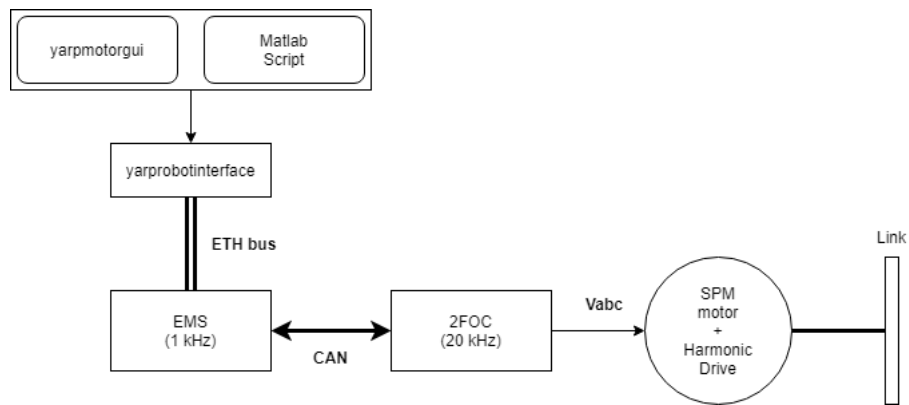 yarpmotorgui
Matlab
Script
yarprobotinterface
ETH bus
Link
EMS
(1 kHz)
CAN
2FOC
(20 kHz)
Vabc
SPM
motor
+
Harmonic
Drive